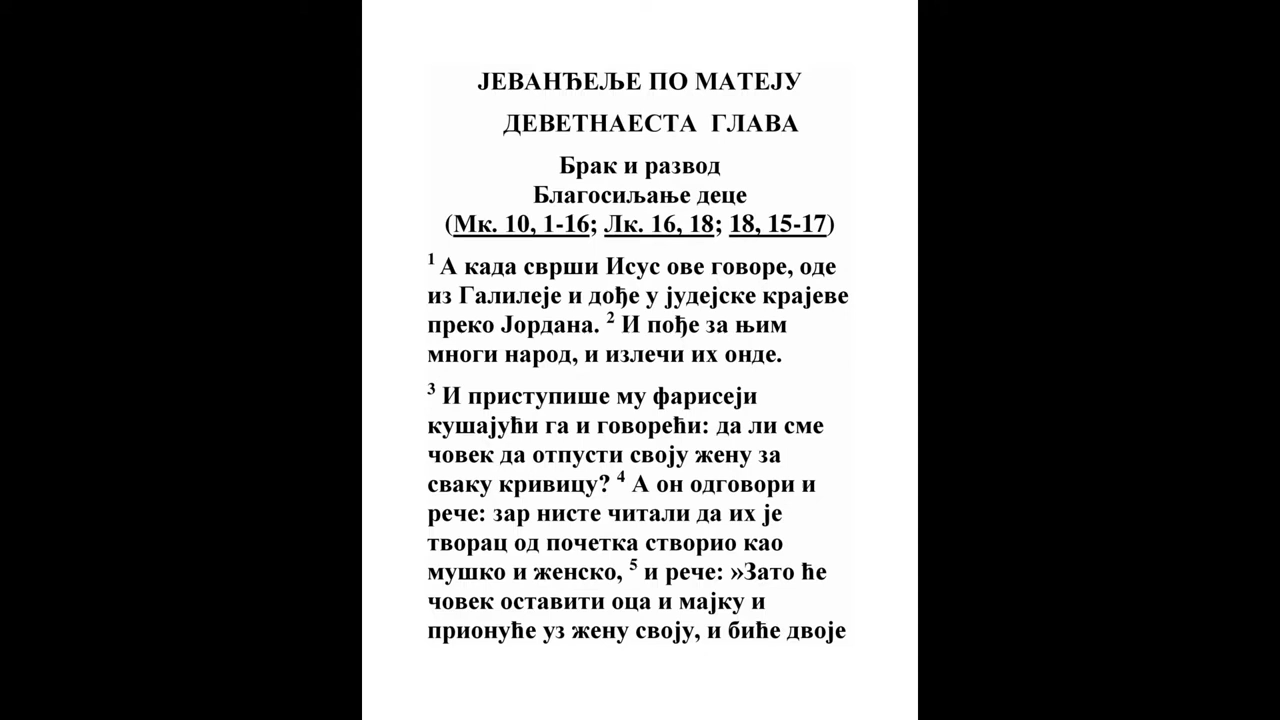 ЈЕВАНЂЕЉЕ ПО МАТЕЈУ
ДЕВЕТНАЕСТА ГЛАВА
Брак и развод
Благосиљање деце
(Мк. 10, 1-16; Лк. 16, 18; 18, 15-17)
¹ А када сврши Исус ове говоре, оде
из Галилеје и дође у јудејске крајеве
преко Јордана. ² И пође за њим
многи народ, и излечи их онде.
³ И приступише му фарисеји
кушајући га и говорећи: да ли сме
човек да отпусти своју жену за
сваку кривицу? ⁴ А он одговори и
рече: зар нисте читали да их је
творац од почетка створио као
мушко и женско, ⁵ и рече: »Зато ће
човек оставити оца и мајку и
прионуће уз жену своју, и биће двоје